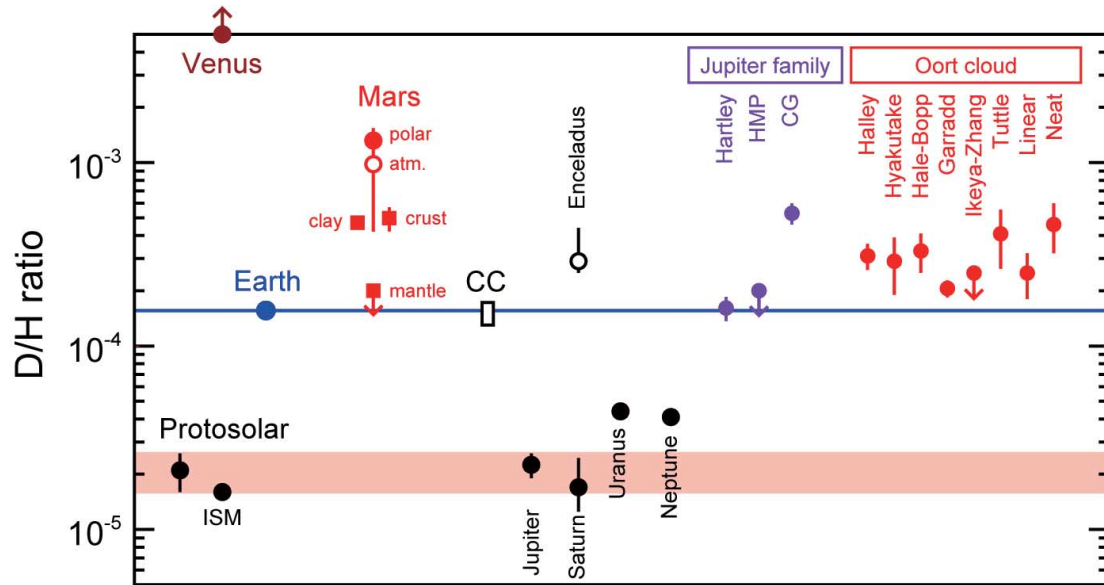 Venus
Mars
polar
atm.
clay
crust
mantle
Earth
CC
Enceladus
Jupiter family
Hartley
HMP
CG
Oort cloud
Halley
Hyakutake
Hale-Bopp
Garradd
Ikeya-Zhang
Tuttle
Linear
Neat
D/H ratio
10⁻³
10⁻⁴
10⁻⁵
Protosolar
ISM
Jupiter
Saturn
Uranus
Neptune